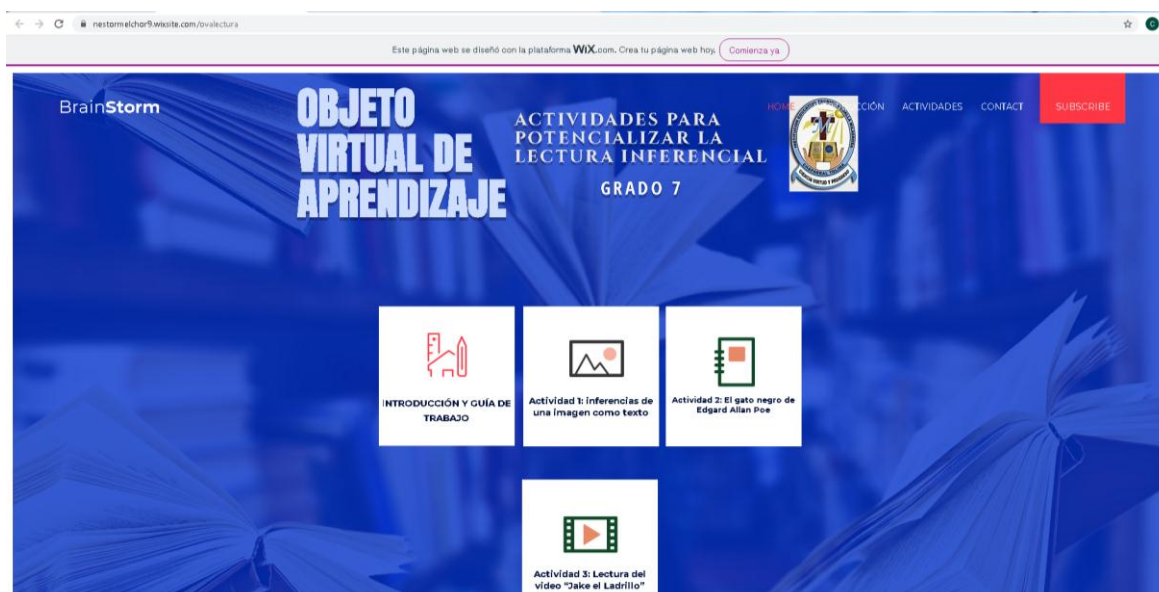 nestormelchor9.wixsite.com/ovalectura
Este página web se diseñó con la plataforma WiX.com. Crea tu página web hoy. Comienza ya
BrainStorm
OBJETO
VIRTUAL DE
APRENDIZAJE
ACTIVIDADES PARA
POTENCIALIZAR LA
LECTURA INFERENCIAL
GRADO 7
HOME
CIÓN
ACTIVIDADES
CONTACT
SUBSCRIBE
INTRODUCCIÓN Y GUÍA DE
TRABAJO
Actividad 1: inferencias de
una imagen como texto
Actividad 2: El gato negro de
Edgard Allan Poe
Actividad 3: Lectura del
video "Jake el Ladrillo"